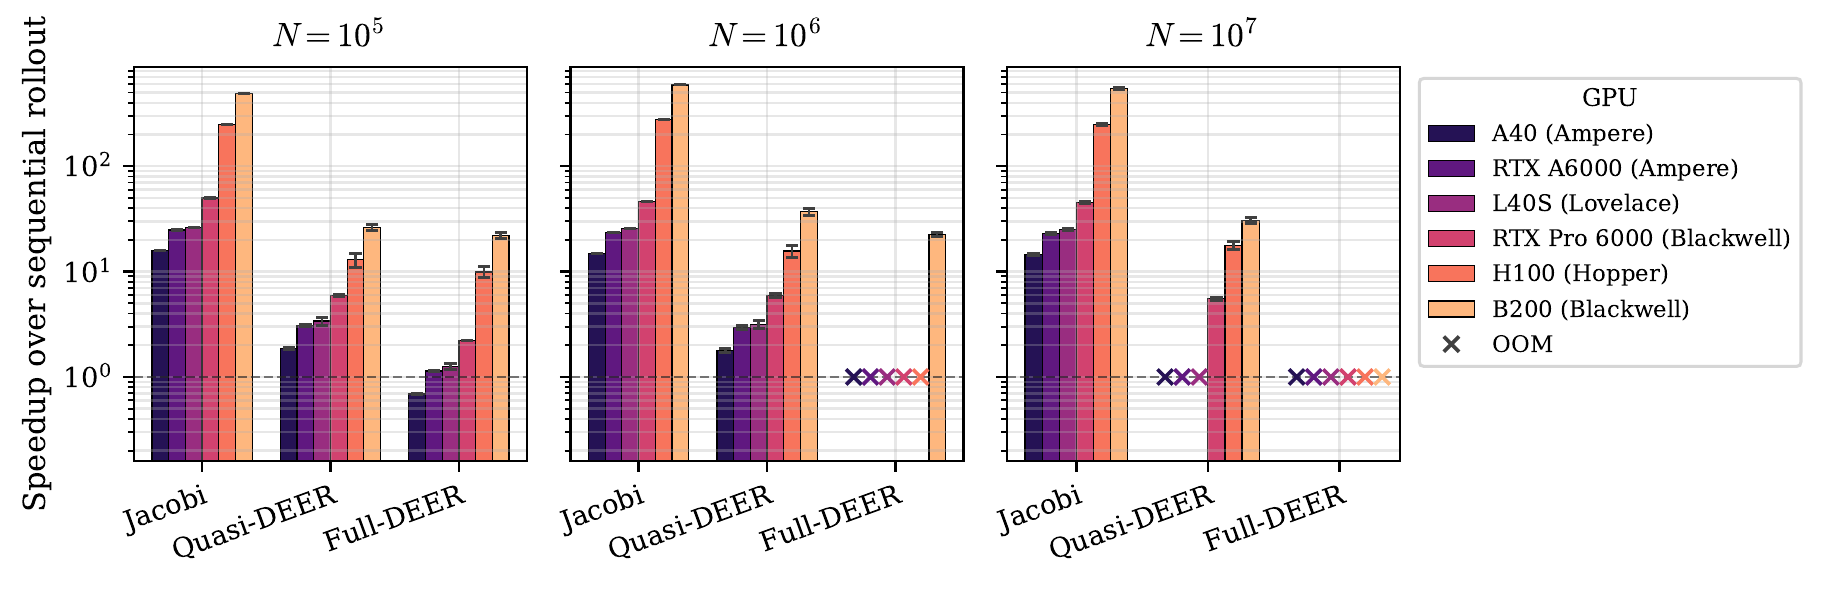 Speedup over sequential rollout
N = 10^5
N = 10^6
N = 10^7
10^2
10^1
10^0
Jacobi
Quasi-DEER
Full-DEER
Jacobi
Quasi-DEER
Full-DEER
Jacobi
Quasi-DEER
Full-DEER
GPU
A40 (Ampere)
RTX A6000 (Ampere)
L40S (Lovelace)
RTX Pro 6000 (Blackwell)
H100 (Hopper)
B200 (Blackwell)
OOM